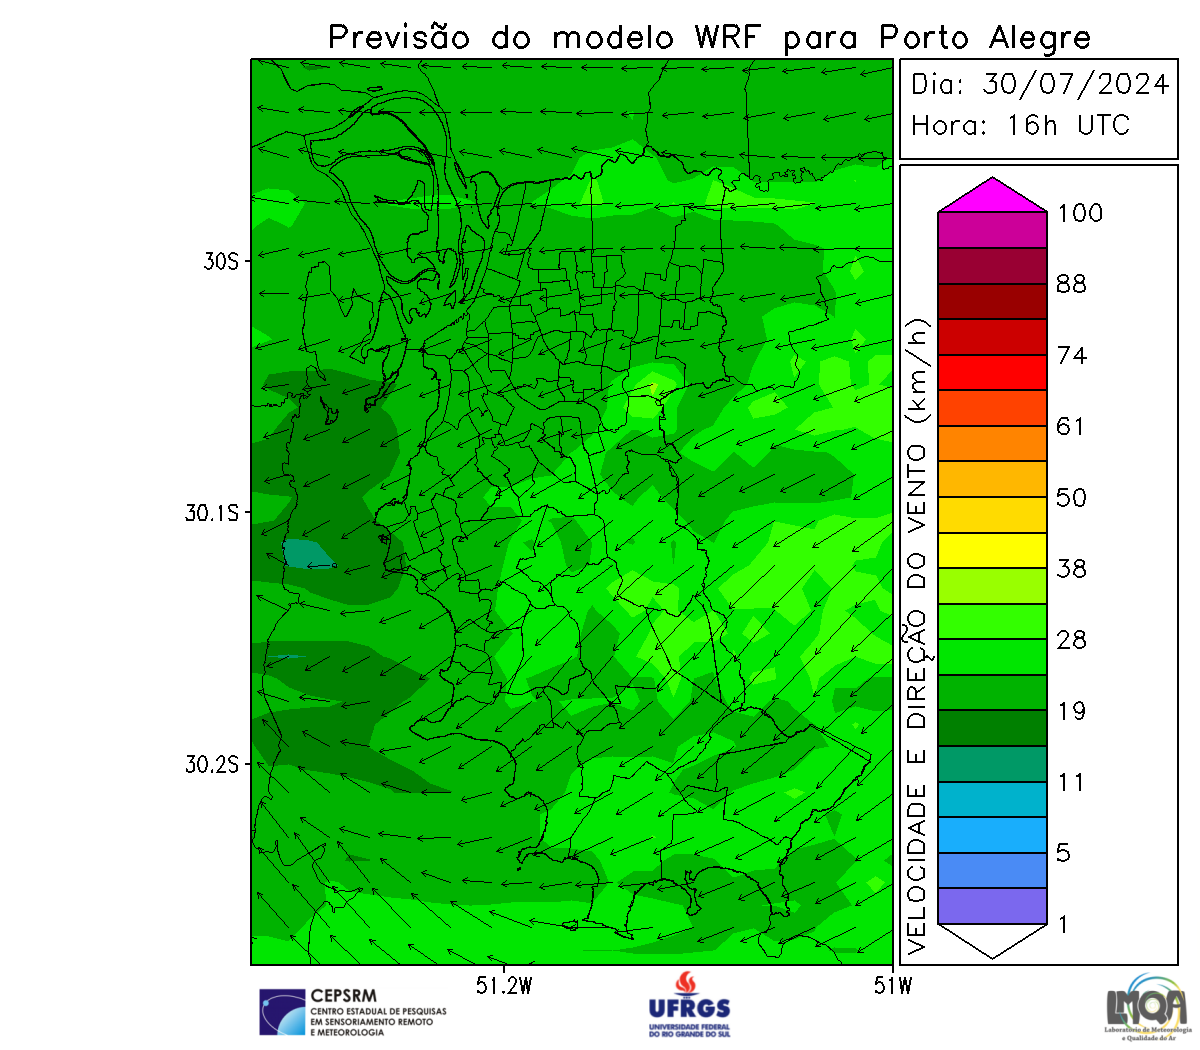 Previsão do modelo WRF para Porto Alegre
Dia: 30/07/2024
Hora: 16h UTC
100
88
74
61
50
38
28
19
11
5
1
VELOCIDADE E DIREÇÃO DO VENTO (km/h)
30S
30.1S
30.2S
51.2W
51W
CEPSRM
CENTRO ESTADUAL DE PESQUISAS
EM SENSORIAMENTO REMOTO
E METEOROLOGIA
UFRGS
UNIVERSIDADE FEDERAL
DO RIO GRANDE DO SUL
LMQA
Laboratório de Meteorologia
e Qualidade do Ar